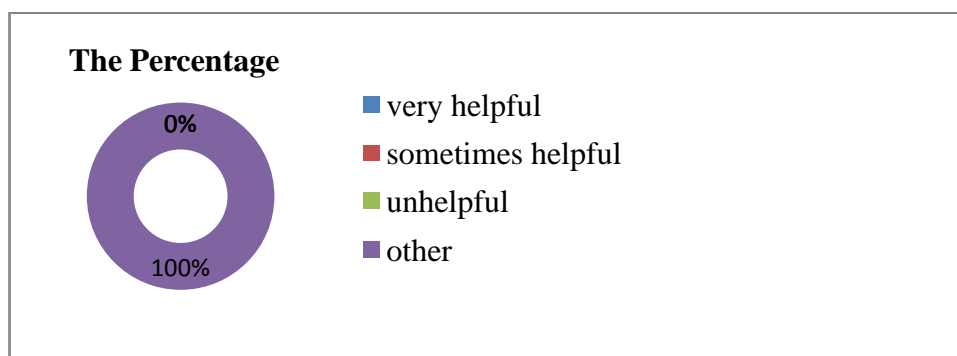 The Percentage
0%
100%
very helpful
sometimes helpful
unhelpful
other